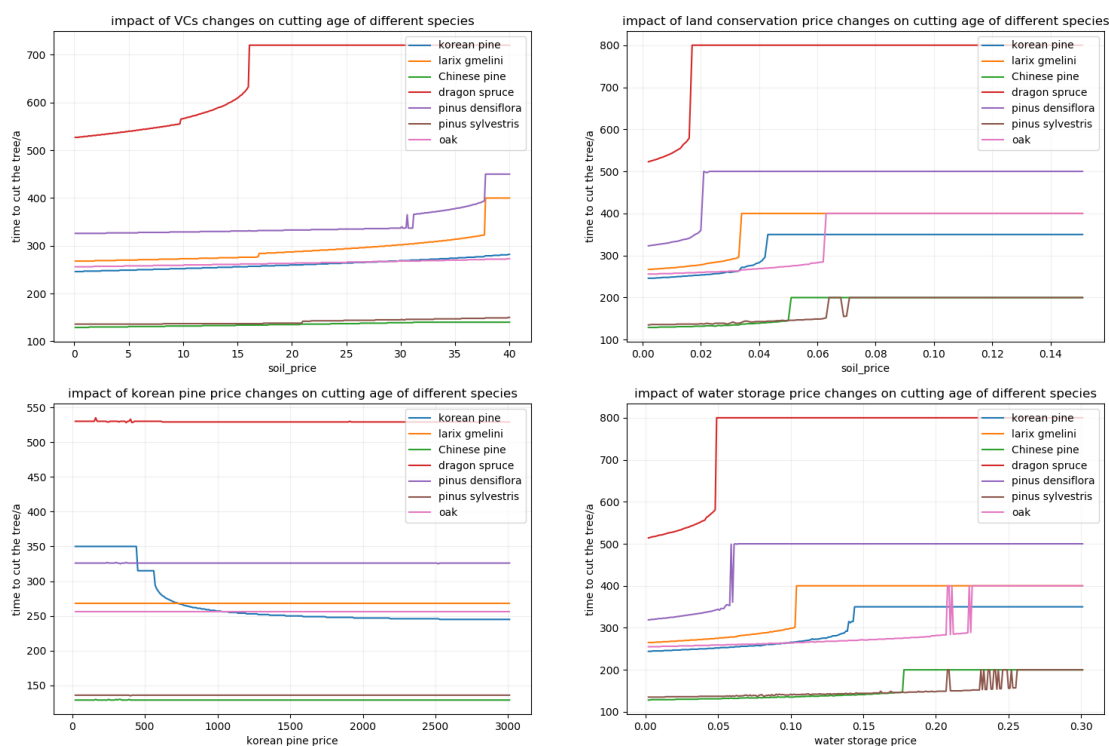 impact of VCs changes on cutting age of different species
time to cut the tree/a
700
600
500
400
300
200
100
0
5
10
15
20
25
30
35
40
soil_price
korean pine
larix gmelini
Chinese pine
dragon spruce
pinus densiflora
pinus sylvestris
oak
impact of land conservation price changes on cutting age of different species
time to cut the tree/a
800
700
600
500
400
300
200
100
0.00
0.02
0.04
0.06
0.08
0.10
0.12
0.14
soil_price
korean pine
larix gmelini
Chinese pine
dragon spruce
pinus densiflora
pinus sylvestris
oak
impact of korean pine price changes on cutting age of different species
time to cut the tree/a
550
500
450
400
350
300
250
200
150
0
500
1000
1500
2000
2500
3000
korean pine price
korean pine
larix gmelini
Chinese pine
dragon spruce
pinus densiflora
pinus sylvestris
oak
impact of water storage price changes on cutting age of different species
time to cut the tree/a
800
700
600
500
400
300
200
100
0.00
0.05
0.10
0.15
0.20
0.25
0.30
water storage price
korean pine
larix gmelini
Chinese pine
dragon spruce
pinus densiflora
pinus sylvestris
oak